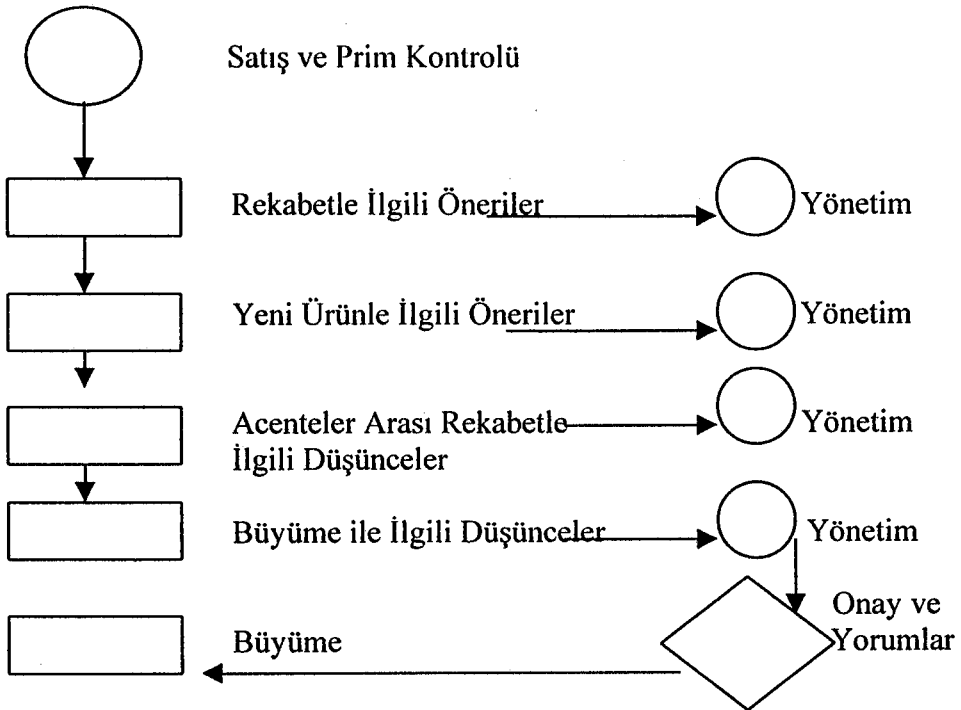 Satış ve Prim Kontrolü
Rekabetle İlgili Öneriler
Yönetim
Yeni Ürünle İlgili Öneriler
Yönetim
Acenteler Arası Rekabetle
İlgili Düşünceler
Yönetim
Büyüme ile İlgili Düşünceler
Yönetim
Onay ve
Yorumlar
Büyüme